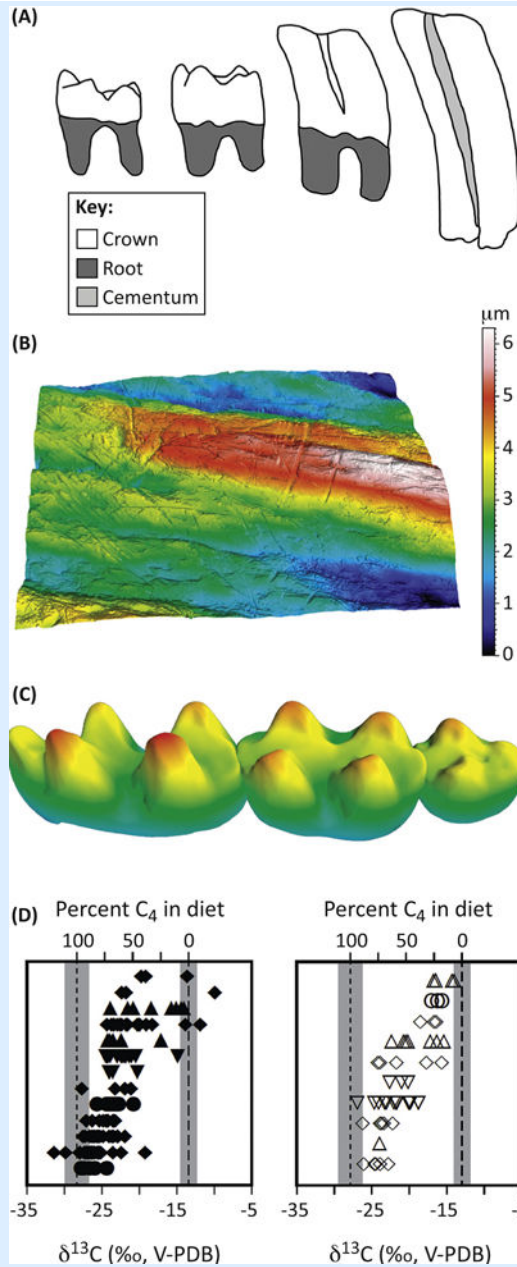 (A)
Key:
Crown
Root
Cementum
(B)
μm
6
5
4
3
2
1
0
(C)
(D)
Percent C₄ in diet
100 50 0
-35 -25 -15 -5
δ¹³C (‰, V-PDB)
Percent C₄ in diet
100 50 0
-35 -25 -15 -5
δ¹³C (‰, V-PDB)